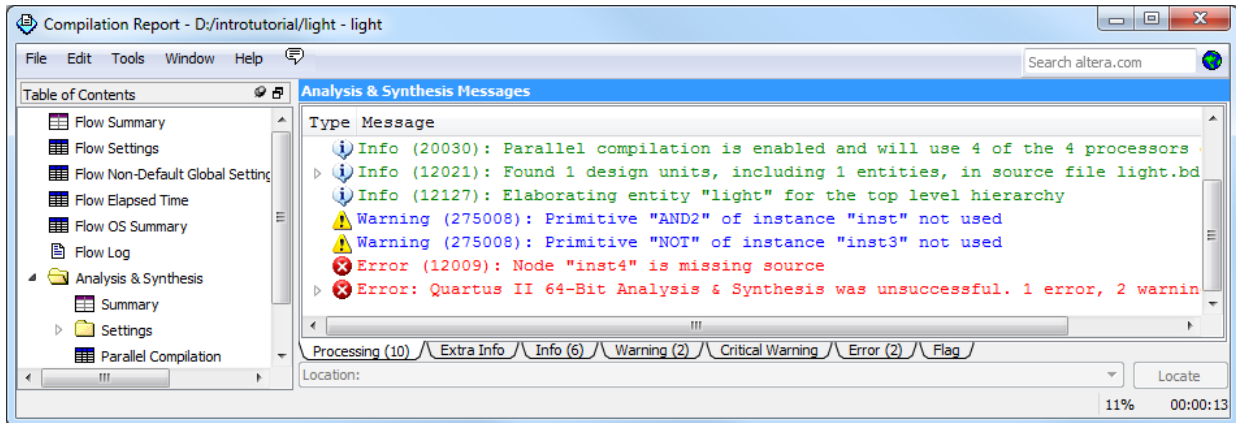 Compilation Report - D:/introtutorial/light - light
File Edit Tools Window Help
Search altera.com
Table of Contents
Flow Summary
Flow Settings
Flow Non-Default Global Setting
Flow Elapsed Time
Flow OS Summary
Flow Log
Analysis & Synthesis
Summary
Settings
Parallel Compilation
Analysis & Synthesis Messages
Type Message
Info (20030): Parallel compilation is enabled and will use 4 of the 4 processors
Info (12021): Found 1 design units, including 1 entities, in source file light.bd
Info (12127): Elaborating entity "light" for the top level hierarchy
Warning (275008): Primitive "AND2" of instance "inst" not used
Warning (275008): Primitive "NOT" of instance "inst3" not used
Error (12009): Node "inst4" is missing source
Error: Quartus II 64-Bit Analysis & Synthesis was unsuccessful. 1 error, 2 warnin
Processing (10) Extra Info Info (6) Warning (2) Critical Warning Error (2) Flag
Location:
Locate
11% 00:00:13